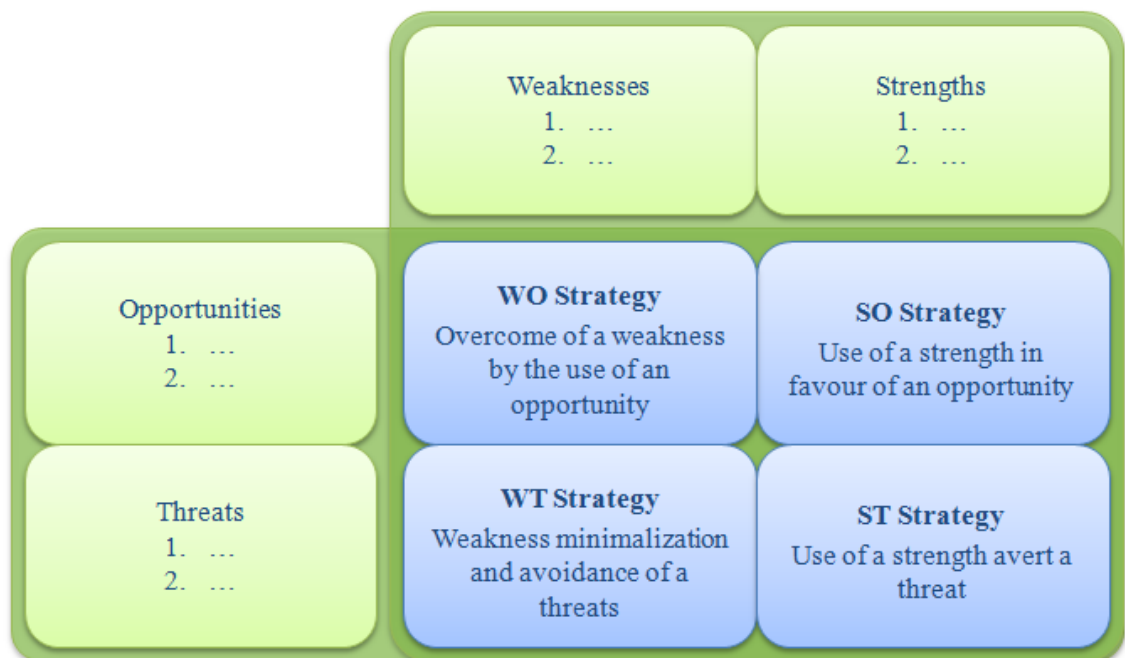 Weaknesses
1. ...
2. ...
Strengths
1. ...
2. ...
Opportunities
1. ...
2. ...
WO Strategy
Overcome of a weakness
by the use of an
opportunity
SO Strategy
Use of a strength in
favour of an opportunity
Threats
1. ...
2. ...
WT Strategy
Weakness minimalization
and avoidance of a
threats
ST Strategy
Use of a strength avert a
threat